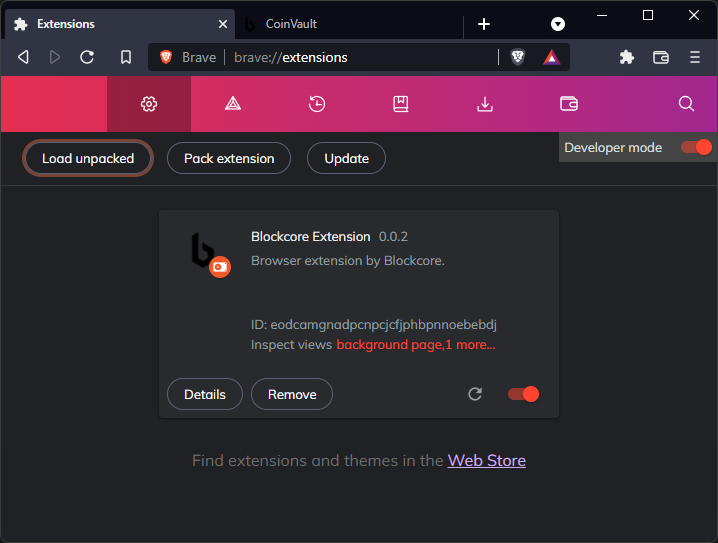 Extensions
CoinVault
Brave brave://extensions
Load unpacked Pack extension Update Developer mode
Blockcore Extension 0.0.2
Browser extension by Blockcore.
ID: eodcamgnadpcnpcjcfjphbpnnoebebdj
Inspect views background page,1 more...
Details Remove
Find extensions and themes in the Web Store